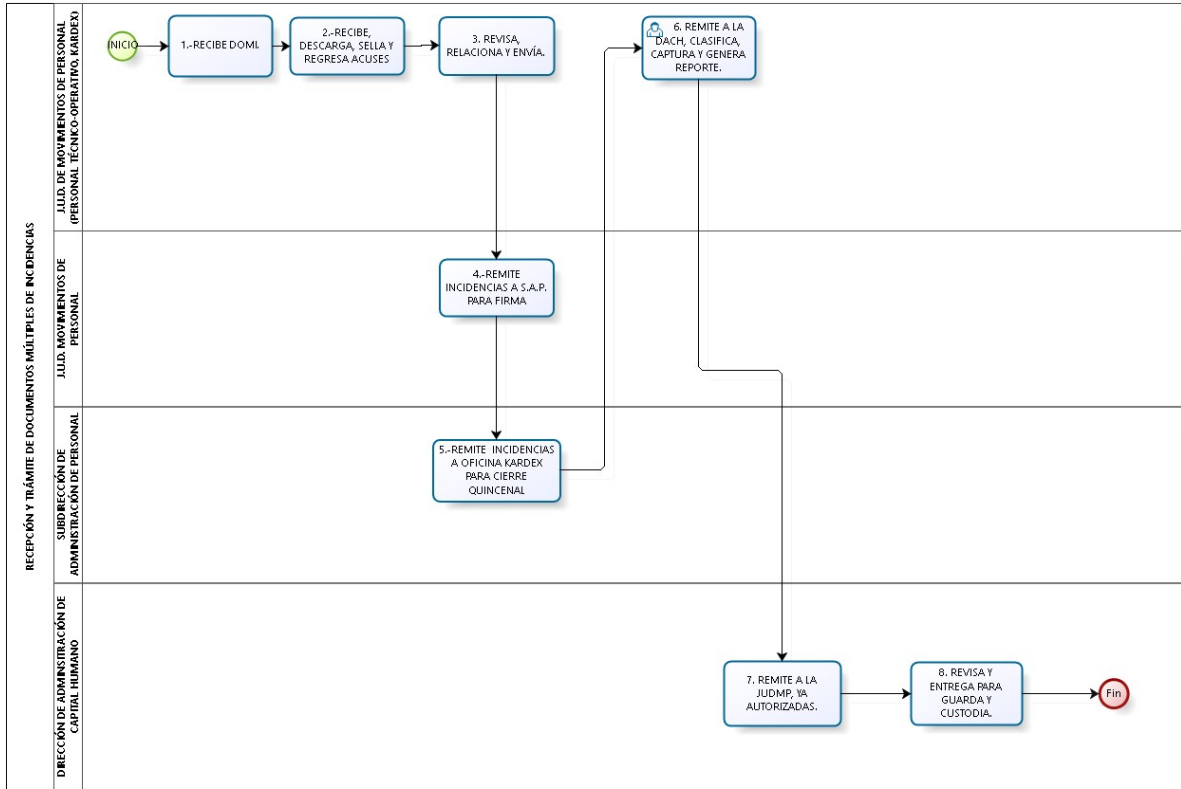 RECEPCIÓN Y TRÁMITE DE DOCUMENTOS MÚLTIPLES DE INCIDENCIAS
J.U.D. DE MOVIMIENTOS DE PERSONAL
(PERSONAL TÉCNICO-OPERATIVO, KARDEX)
INICIO
1.-RECIBE DOMI.
2.-RECIBE,
DESCARGA, SELLA Y
REGRESA ACUSES
3. REVISA,
RELACIONA Y ENVÍA.
6. REMITE A LA
DACH, CLASIFICA,
CAPTURA Y GENERA
REPORTE.
J.U.D. MOVIMIENTOS DE
PERSONAL
4.-REMITE
INCIDENCIAS A S.A.P.
PARA FIRMA
SUBDIRECCIÓN DE
ADMINISTRACIÓN DE PERSONAL
5.-REMITE INCIDENCIAS
A OFICINA KARDEX
PARA CIERRE
QUINCENAL
DIRECCIÓN DE ADMINSITRACIÓN DE
CAPITAL HUMANO
7. REMITE A LA
JUDMP, YA
AUTORIZADAS.
8. REVISA Y
ENTREGA PARA
GUARDA Y
CUSTODIA.
Fin